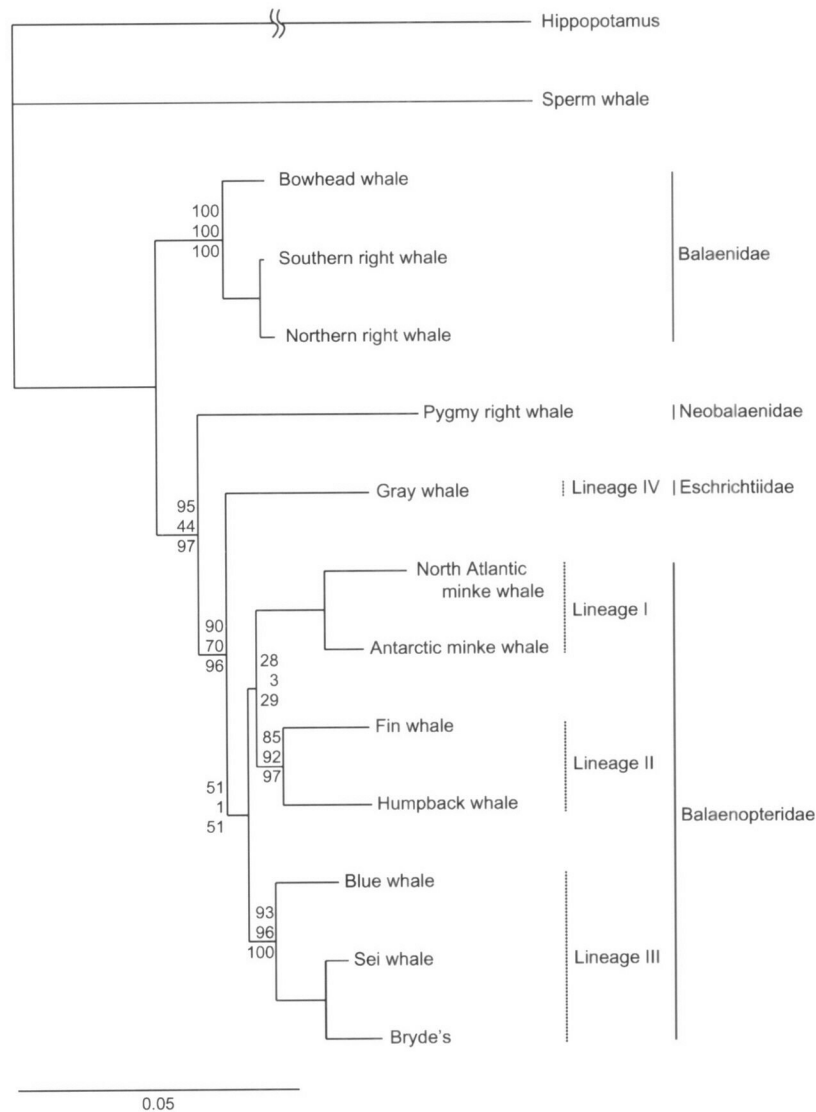 Hippopotamus
Sperm whale
Bowhead whale
100
100
100
Southern right whale
Balaenidae
Northern right whale
Pygmy right whale
Neobalaenidae
Gray whale
Lineage IV
Eschrichtiidae
95
44
97
North Atlantic
minke whale
Lineage I
90
70
96
Antarctic minke whale
28
3
29
Fin whale
85
92
97
Lineage II
51
1
51
Humpback whale
Balaenopteridae
Blue whale
93
96
100
Sei whale
Lineage III
Bryde's
0.05